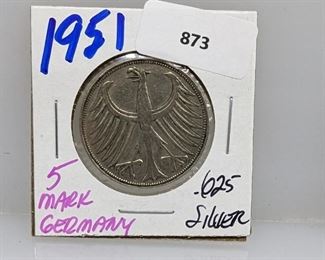 1951
873
5
MARK
GERMANY
.625
Silver